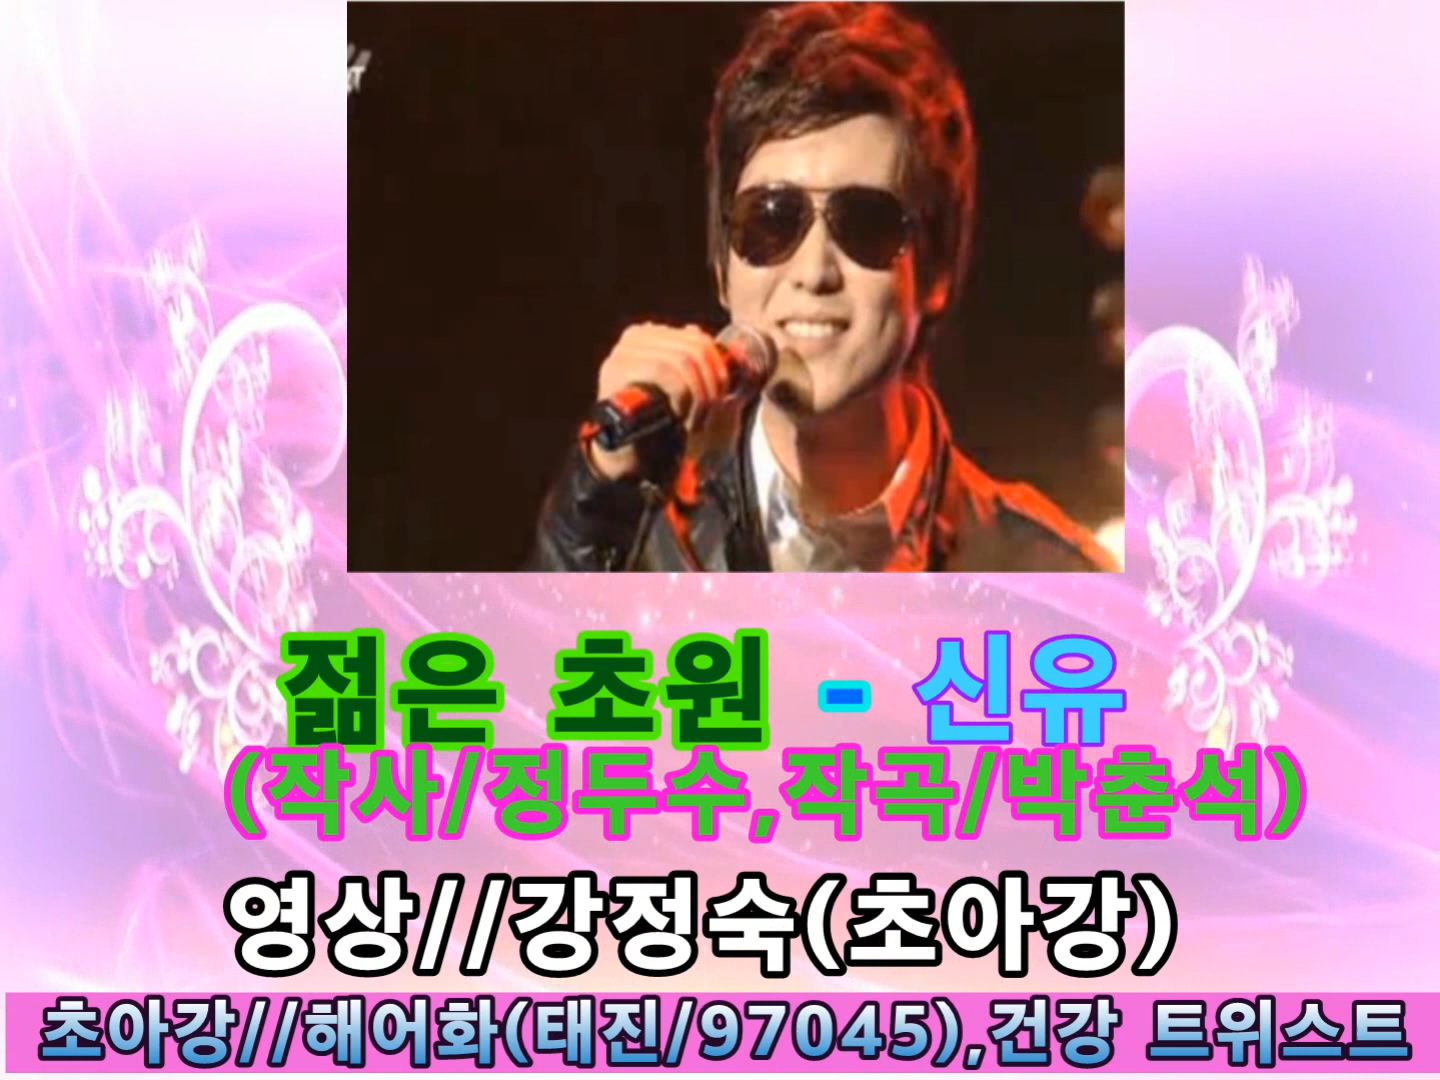 젊은 초원 - 신유
(작사/정두수,작곡/박춘석)
영상//강정숙(초아강)
초아강//해어화(태진/97045),건강 트위스트